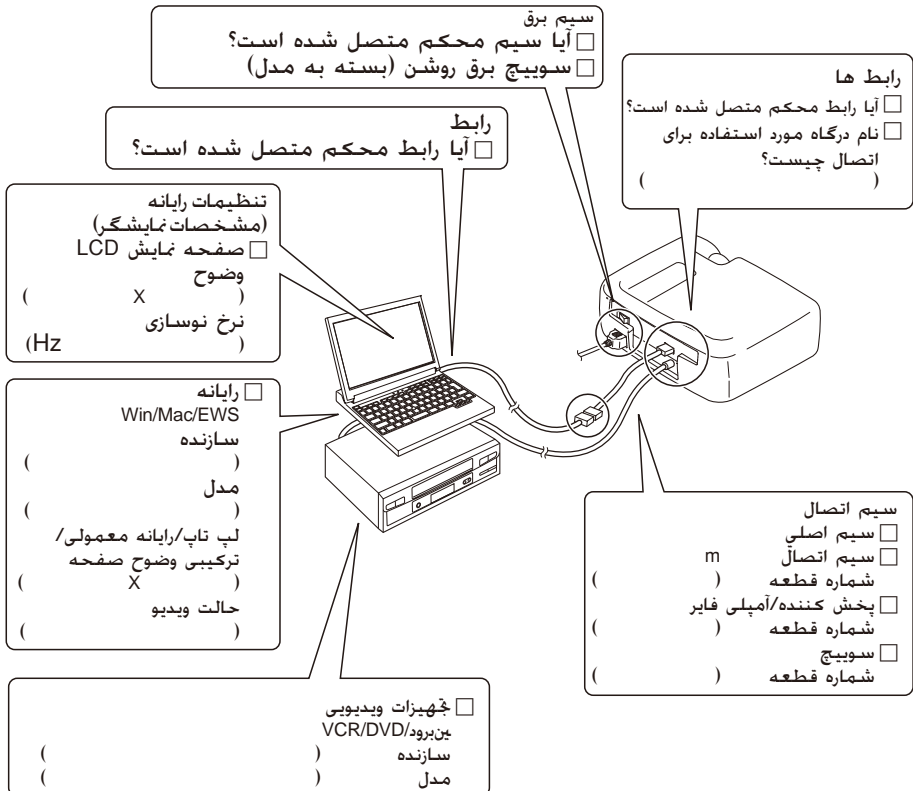 سیم برق
□ آیا سیم محکم متصل شده است؟
□ سوییچ برق روشن (بسته به مدل)
رابط ها
□ آیا رابط محکم متصل شده است؟
□ نام درگاه مورد استفاده برای
اتصال چیست؟
( )
رابط
□ آیا رابط محکم متصل شده است؟
تنظیمات رایانه
(مشخصات نمایشگر)
□ صفحه نمایش LCD
وضوح
( X )
نرخ نوسازی
( Hz)
□ رایانه
Win/Mac/EWS
سازنده
( )
مدل
( )
لپ تاپ/رایانه معمولی/
ترکیبی وضوح صفحه
( X )
حالت ویدیو
( )
سیم اتصال
□ سیم اصلی
□ سیم اتصال m
شماره قطعه ( )
□ پخش کننده/آمپلی فایر
شماره قطعه ( )
□ سوییچ
شماره قطعه ( )
□ تجهیزات ویدیویی
VCR/DVD/
سازنده ( )
مدل ( )